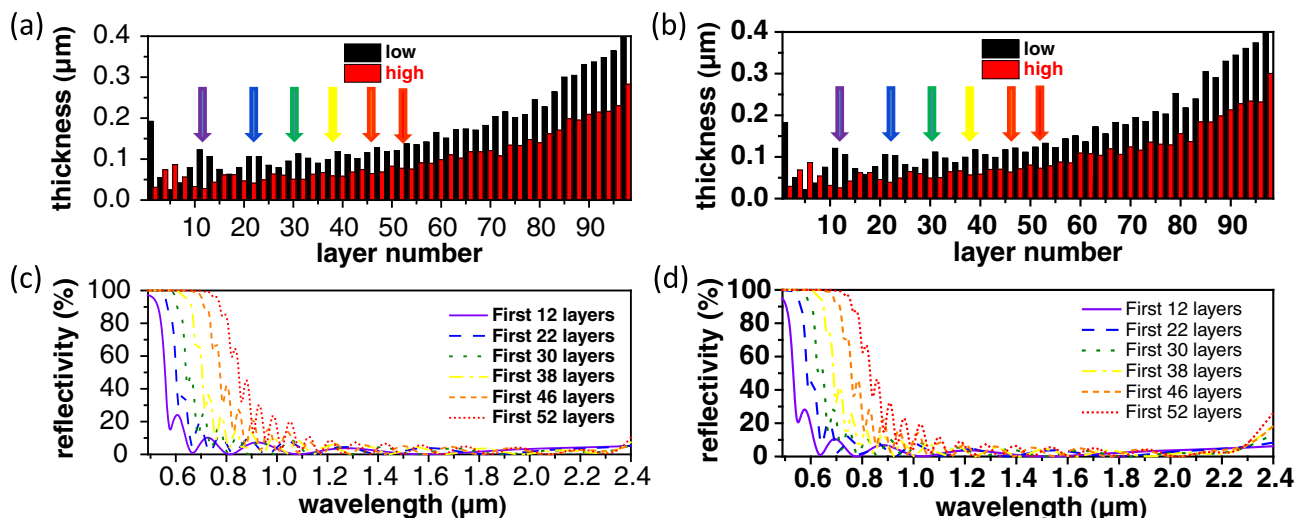 (a)
thickness (μm)
0.4
0.3
0.2
0.1
0.0
low
high
10 20 30 40 50 60 70 80 90
layer number
(b)
thickness (μm)
0.4
0.3
0.2
0.1
0.0
low
high
10 20 30 40 50 60 70 80 90
layer number
(c)
reflectivity (%)
100
80
60
40
20
0
First 12 layers
First 22 layers
First 30 layers
First 38 layers
First 46 layers
First 52 layers
0.6 0.8 1.0 1.2 1.4 1.6 1.8 2.0 2.2 2.4
wavelength (μm)
(d)
reflectivity (%)
100
80
60
40
20
0
First 12 layers
First 22 layers
First 30 layers
First 38 layers
First 46 layers
First 52 layers
0.6 0.8 1.0 1.2 1.4 1.6 1.8 2.0 2.2 2.4
wavelength (μm)